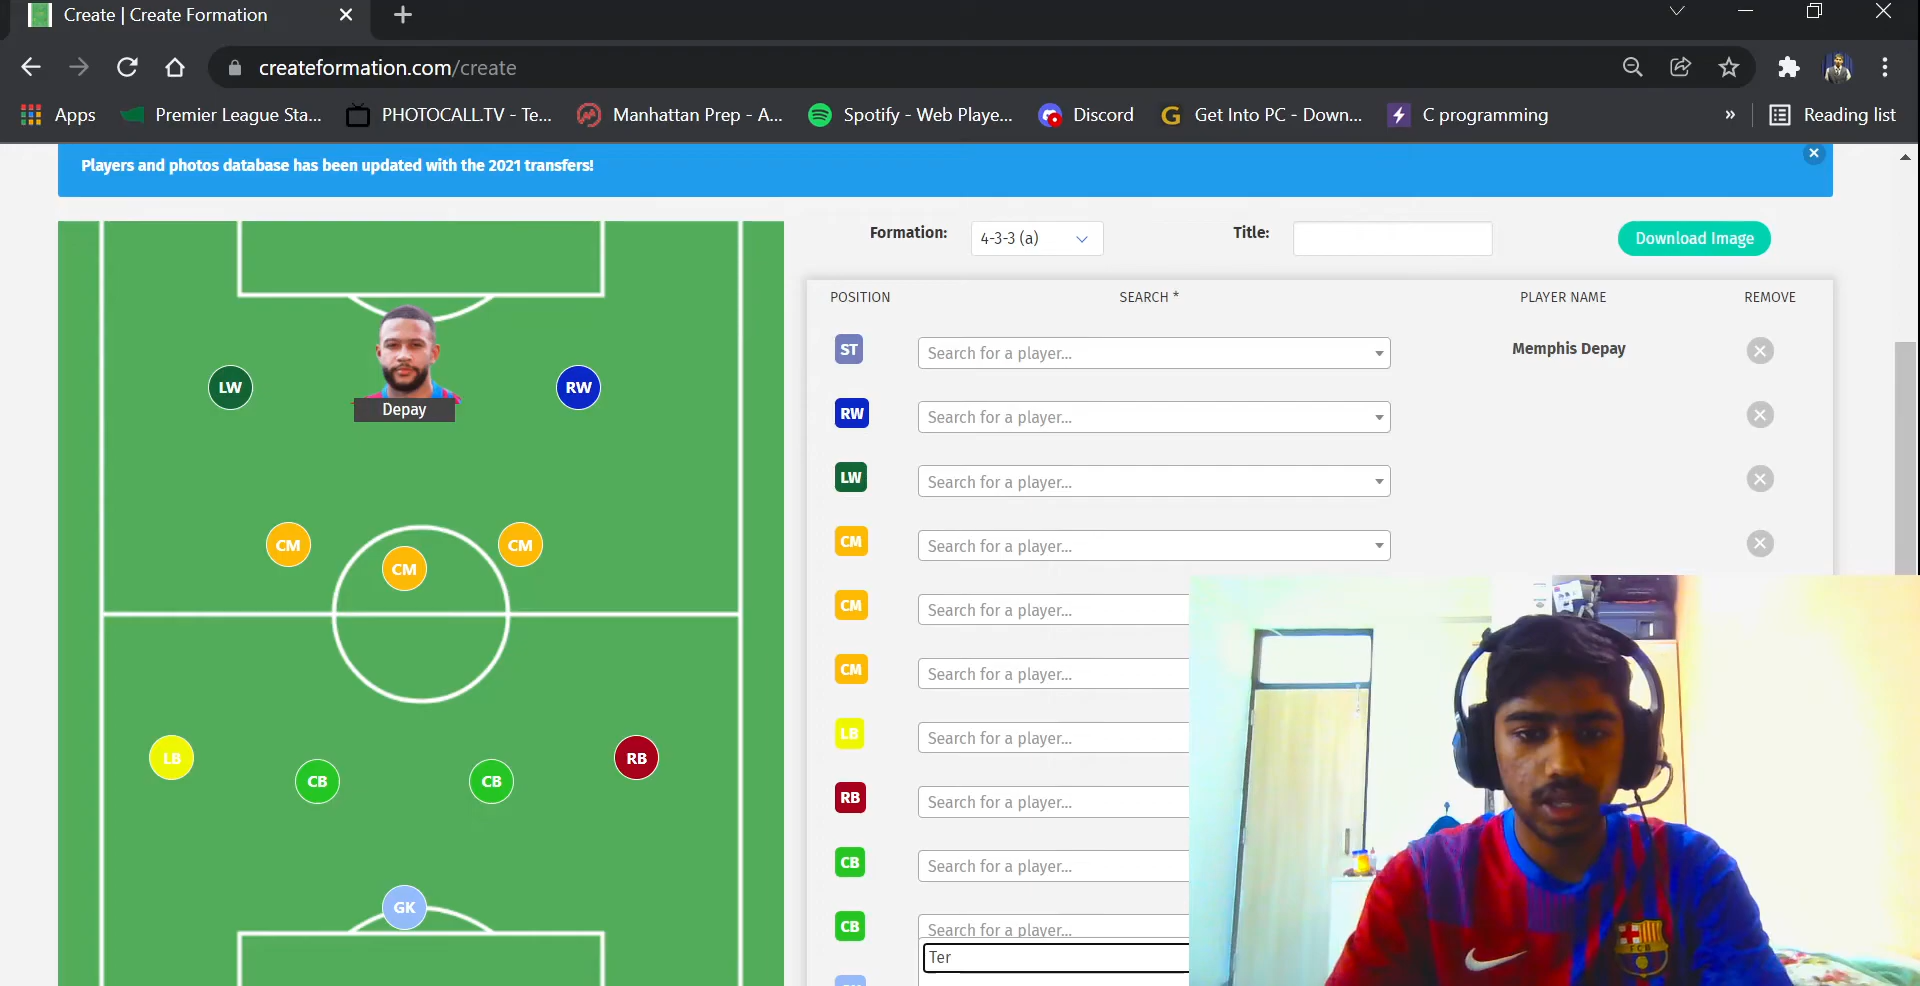 Create | Create Formation
createformation.com/create
Apps Premier League Sta... PHOTOCALL.TV - Te... Manhattan Prep - A... Spotify - Web Playe... Discord Get Into PC - Down... C programming » Reading list
Players and photos database has been updated with the 2021 transfers!
Formation: 4-3-3 (a) Title: Download Image
POSITION SEARCH * PLAYER NAME REMOVE
ST Search for a player... Memphis Depay
RW Search for a player...
LW Search for a player...
CM Search for a player...
CM Search for a player...
CM Search for a player...
LB Search for a player...
RB Search for a player...
CB Search for a player...
CB Search for a player...
Ter
LW RW
Depay
CM CM
CM
LB RB
CB CB
GK
FCB